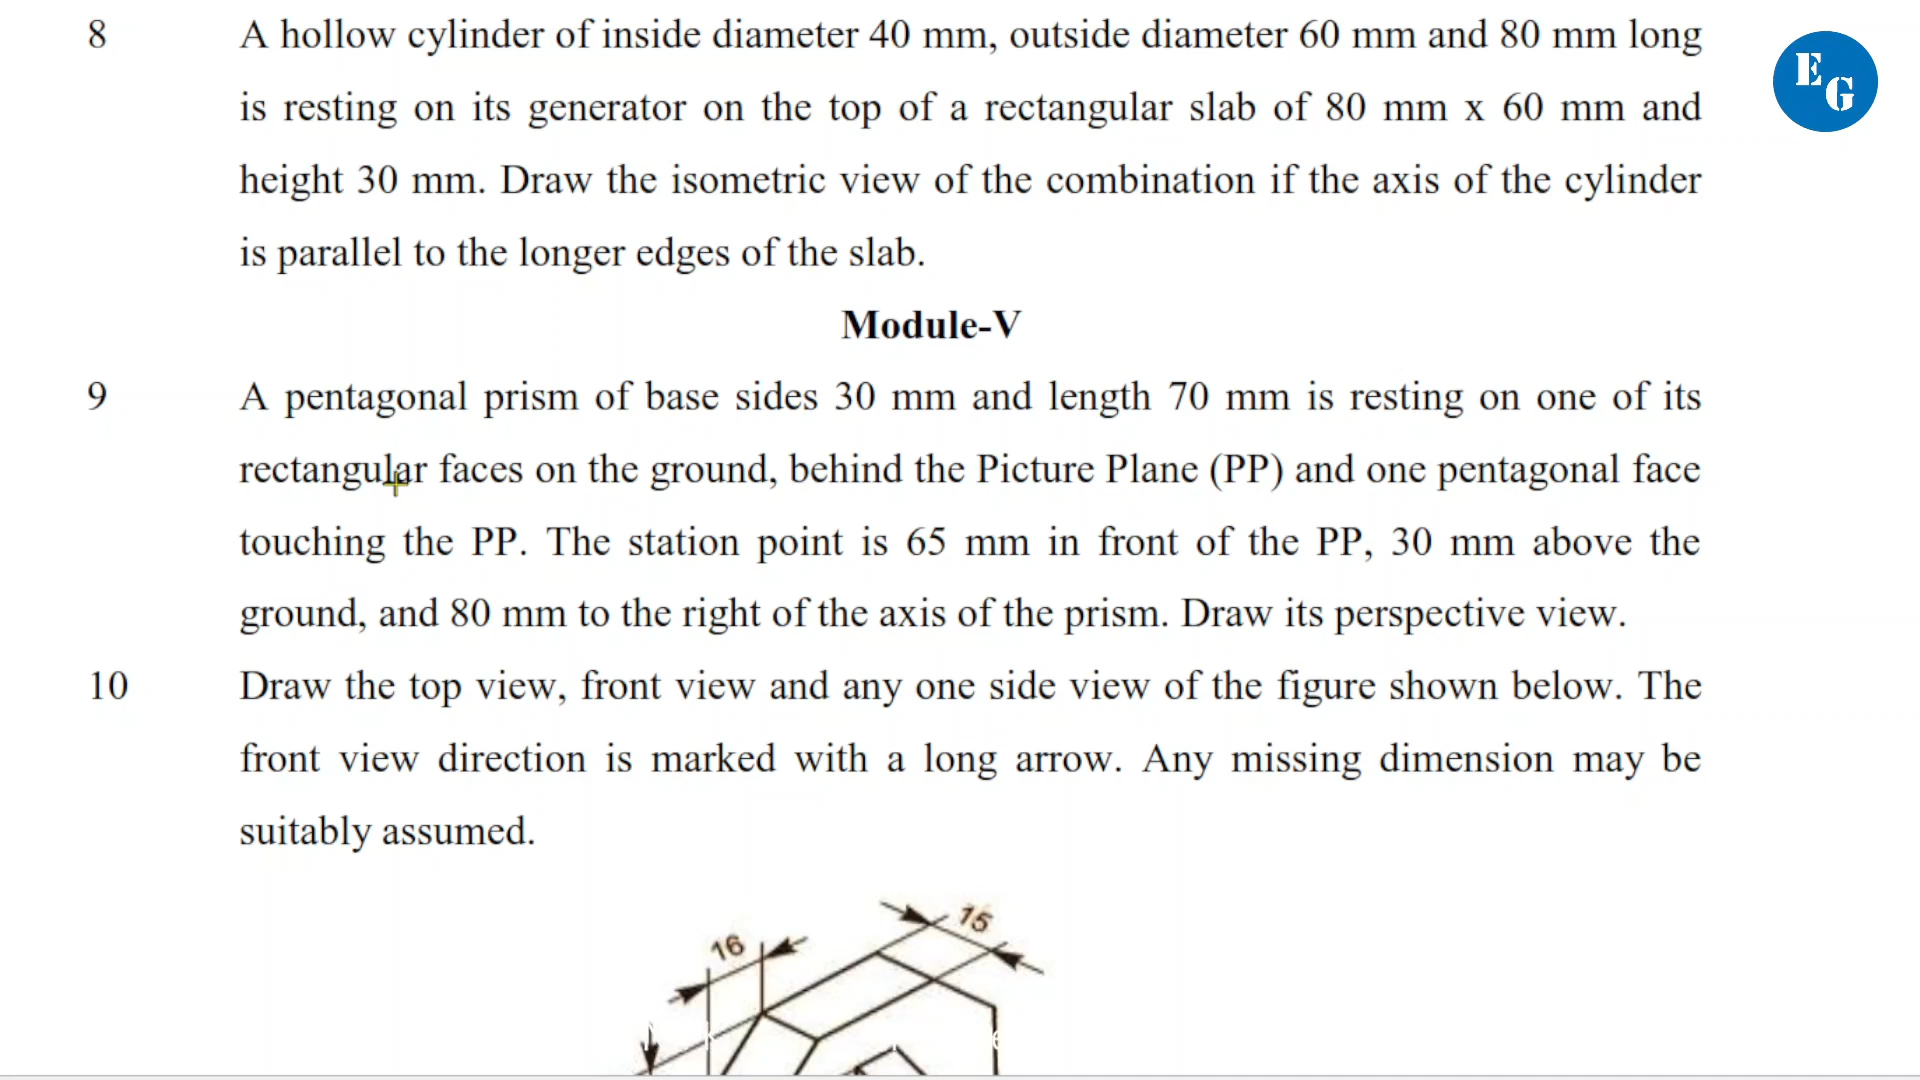 8 A hollow cylinder of inside diameter 40 mm, outside diameter 60 mm and 80 mm long
is resting on its generator on the top of a rectangular slab of 80 mm x 60 mm and
height 30 mm. Draw the isometric view of the combination if the axis of the cylinder
is parallel to the longer edges of the slab.
EG
Module-V
9 A pentagonal prism of base sides 30 mm and length 70 mm is resting on one of its
rectangular faces on the ground, behind the Picture Plane (PP) and one pentagonal face
touching the PP. The station point is 65 mm in front of the PP, 30 mm above the
ground, and 80 mm to the right of the axis of the prism. Draw its perspective view.
10 Draw the top view, front view and any one side view of the figure shown below. The
front view direction is marked with a long arrow. Any missing dimension may be
suitably assumed.
15
16